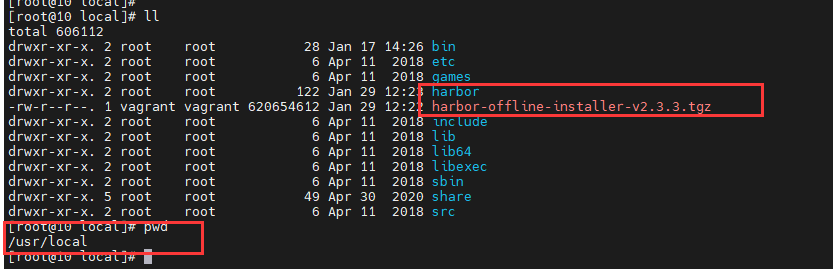 [root@10 local]#
[root@10 local]# ll
total 606112
drwxr-xr-x. 2 root    root           28 Jan 17 14:26 bin
drwxr-xr-x. 2 root    root            6 Apr 11  2018 etc
drwxr-xr-x. 2 root    root            6 Apr 11  2018 games
drwxr-xr-x. 2 root    root          122 Jan 29 12:23 harbor
-rw-r--r--. 1 vagrant vagrant 620654612 Jan 29 12:22 harbor-offline-installer-v2.3.3.tgz
drwxr-xr-x. 2 root    root            6 Apr 11  2018 include
drwxr-xr-x. 2 root    root            6 Apr 11  2018 lib
drwxr-xr-x. 2 root    root            6 Apr 11  2018 lib64
drwxr-xr-x. 2 root    root            6 Apr 11  2018 libexec
drwxr-xr-x. 2 root    root            6 Apr 11  2018 sbin
drwxr-xr-x. 5 root    root           49 Apr 30  2020 share
drwxr-xr-x. 2 root    root            6 Apr 11  2018 src
[root@10 local]# pwd
/usr/local
[root@10 local]#